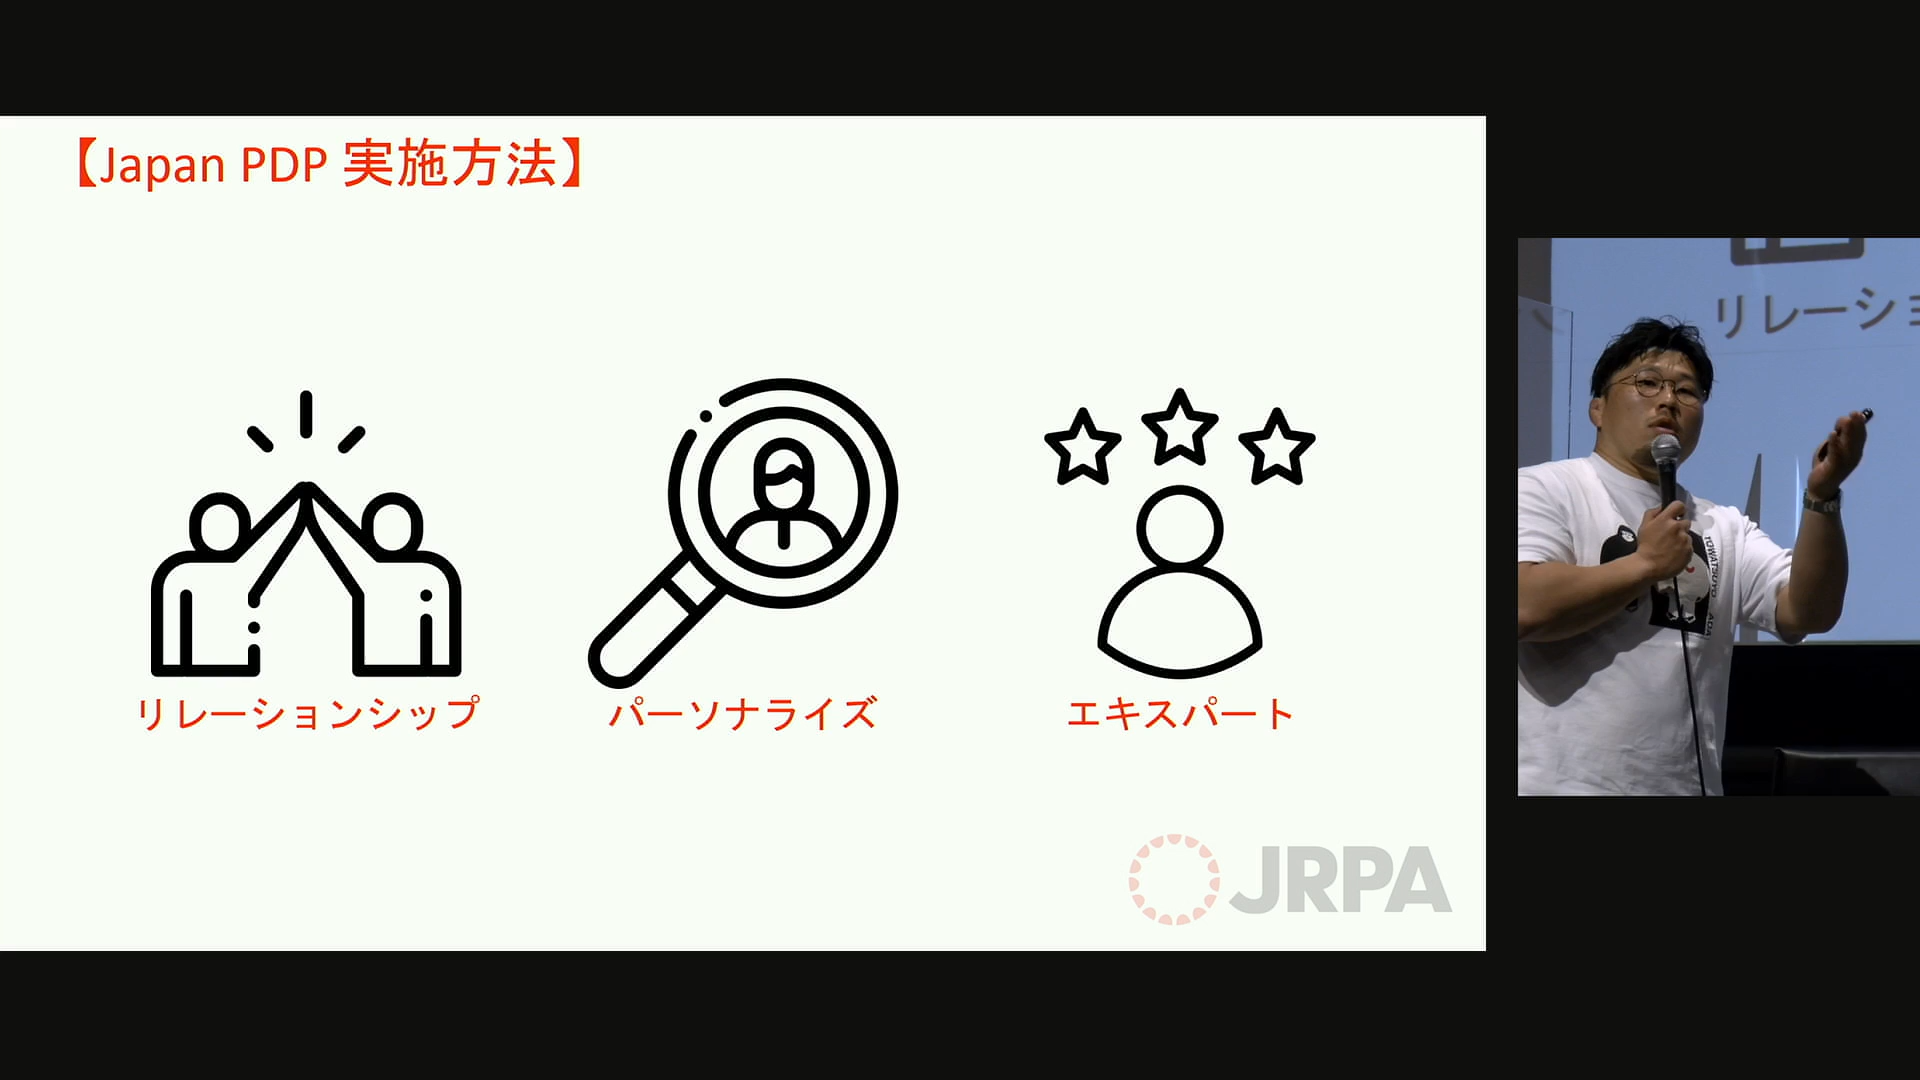 【Japan PDP 実施方法】
リレーションシップ
パーソナライズ
エキスパート
JRPA
リレーショ